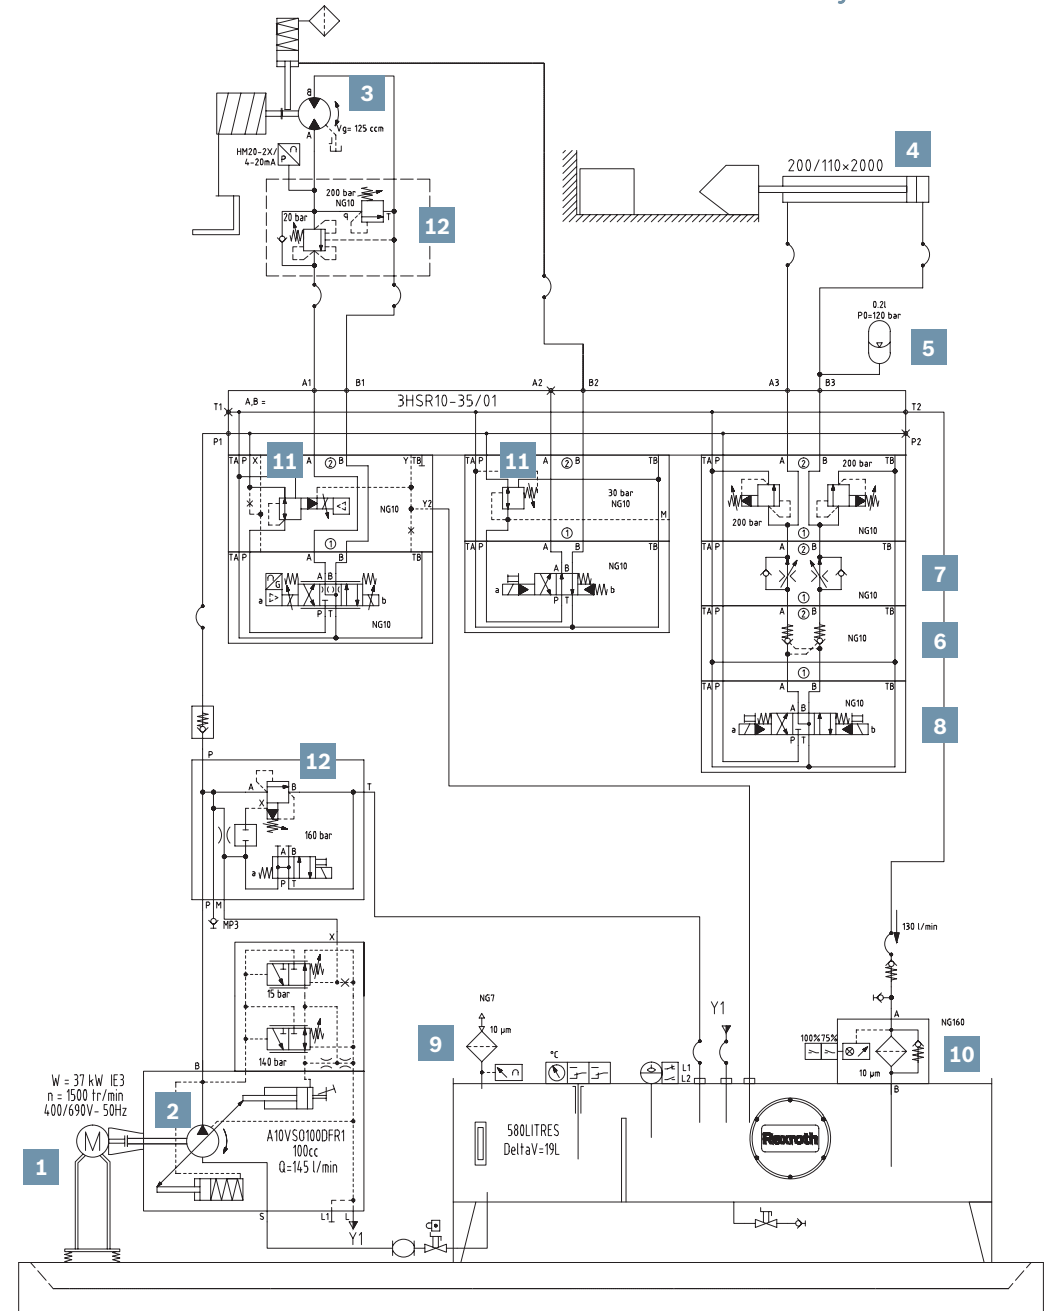 3
B
A
Vg= 125 ccm
HM20-2X/
4-20mA
P
200 bar
NG10
P
T
20 bar
12
200/110×2000
4
0.2l
P0=120 bar
5
A1
B1
A2
B2
A3
B3
T1
A,B =
3HSR10-35/01
T2
P1
P2
TA P X
11
A 2 B
Y TB
NG10
Y2
1
TA P
A B
TB
A B
G
a
b
P T
NG10
TA P
11
A 2 B
TB
30 bar
NG10
M
1
TA P
A B
TB
NG10
A B
a
b
P T
TA P
A 2 B
TB
200 bar
200 bar
NG10
1
TA P
A 2 B
TB
7
NG10
1
TA P
A 2 B
TB
NG10
6
1
TA P
A B
TB
A B
NG10
8
a
b
P T
P
12
A
B
T
X
160 bar
A B
a
P T
P M
MP3
X
15 bar
140 bar
B
W = 37 kW IE3
n = 1500 tr/min
400/690V- 50Hz
2
M
1
A10VSO100DFR1
100cc
Q=145 l/min
S
L1
L
Y1
130 l/min
NG7
9
10 µm
°C
L1
L2
Y1
A
NG160
100% 75%
10
10 µm
B
580LITRES
DeltaV=19L
Rexroth